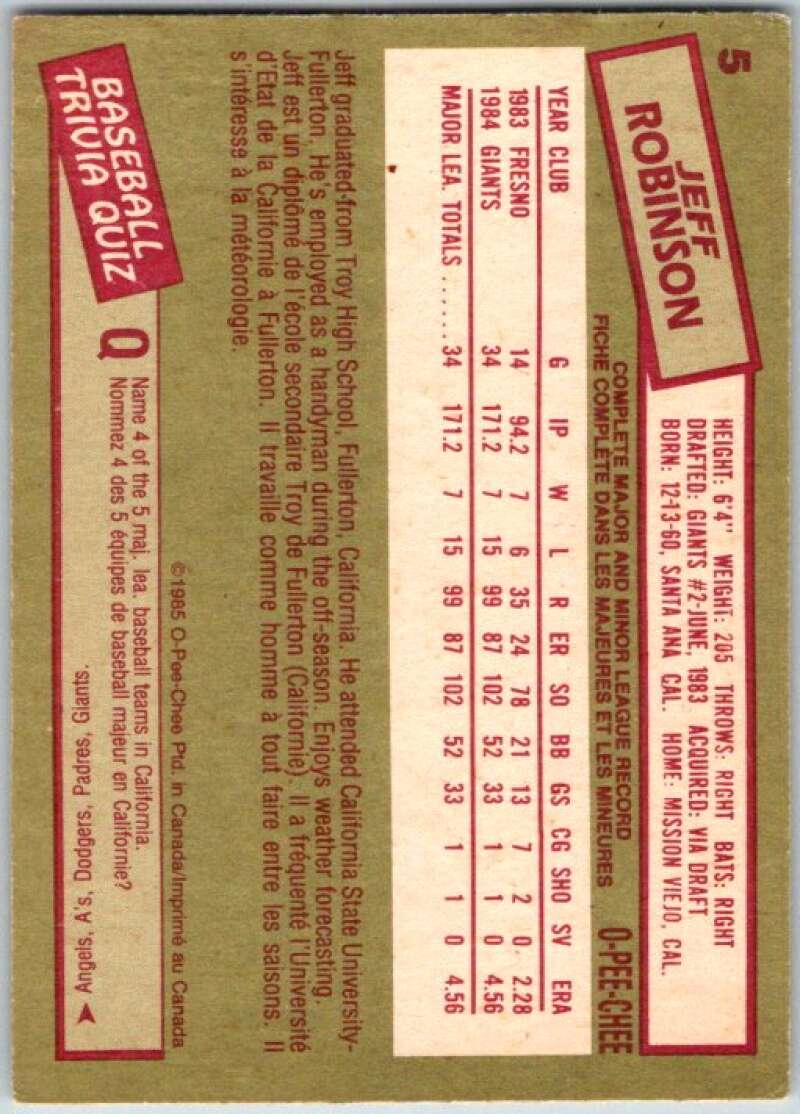 5
JEFF
ROBINSON
HEIGHT: 6'4" WEIGHT: 205 THROWS: RIGHT BATS: RIGHT
DRAFTED: GIANTS #2-JUNE, 1983 ACQUIRED: VIA DRAFT
BORN: 12-13-60, SANTA ANA CAL. HOME: MISSION VIEJO, CAL.
COMPLETE MAJOR AND MINOR LEAGUE RECORD
FICHE COMPLÈTE DANS LES MAJEURES ET LES MINEURES
O-PEE-CHEE
YEAR CLUB G IP W L R ER SO BB GS CG SHO SV ERA
1983 FRESNO 14 94.2 7 6 35 24 78 21 13 7 2 0 2.28
1984 GIANTS 34 171.2 7 15 99 87 102 52 33 1 1 0 4.56
MAJOR LEA. TOTALS ...... 34 171.2 7 15 99 87 102 52 33 1 1 0 4.56
Jeff graduated from Troy High School, Fullerton, California. He attended California State University-
Fullerton. He's employed as a handyman during the off-season. Enjoys weather forecasting.
Jeff est un diplômé de l'école secondaire Troy de Fullerton (Californie). Il a fréquenté l'Université
d'Etat de la Californie à Fullerton. Il travaille comme homme à tout faire entre les saisons. Il
s'intéresse à la météorologie.
©1985 O-Pee-Chee Ptd. in Canada/Imprimé au Canada
BASEBALL
TRIVIA QUIZ
Q
Name 4 of the 5 maj. lea. baseball teams in California.
Nommez 4 des 5 équipes de baseball majeur en Californie?
Angels, A's, Dodgers, Padres, Giants.